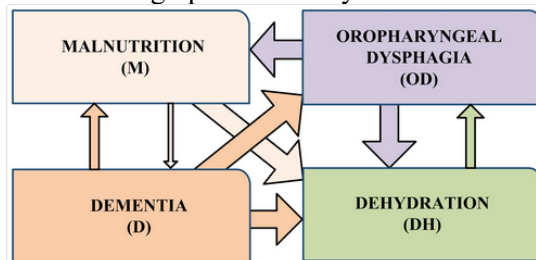 MALNUTRITION
(M)
OROPHARYNGEAL
DYSPHAGIA
(OD)
DEMENTIA
(D)
DEHYDRATION
(DH)